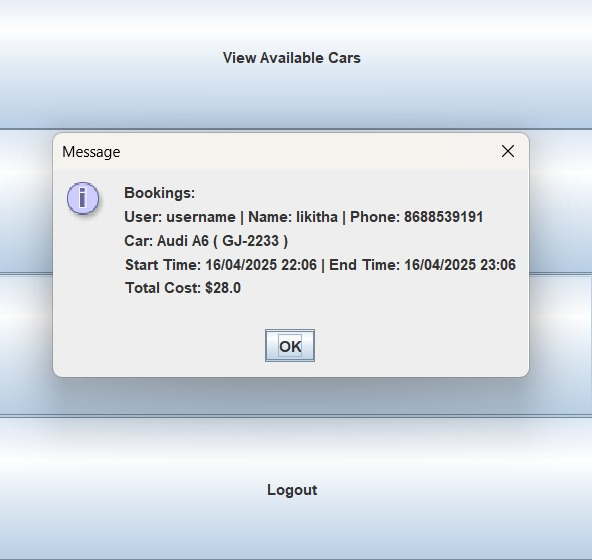 View Available Cars
Message
Bookings:
User: username | Name: likitha | Phone: 8688539191
Car: Audi A6 ( GJ-2233 )
Start Time: 16/04/2025 22:06 | End Time: 16/04/2025 23:06
Total Cost: $28.0
OK
Logout